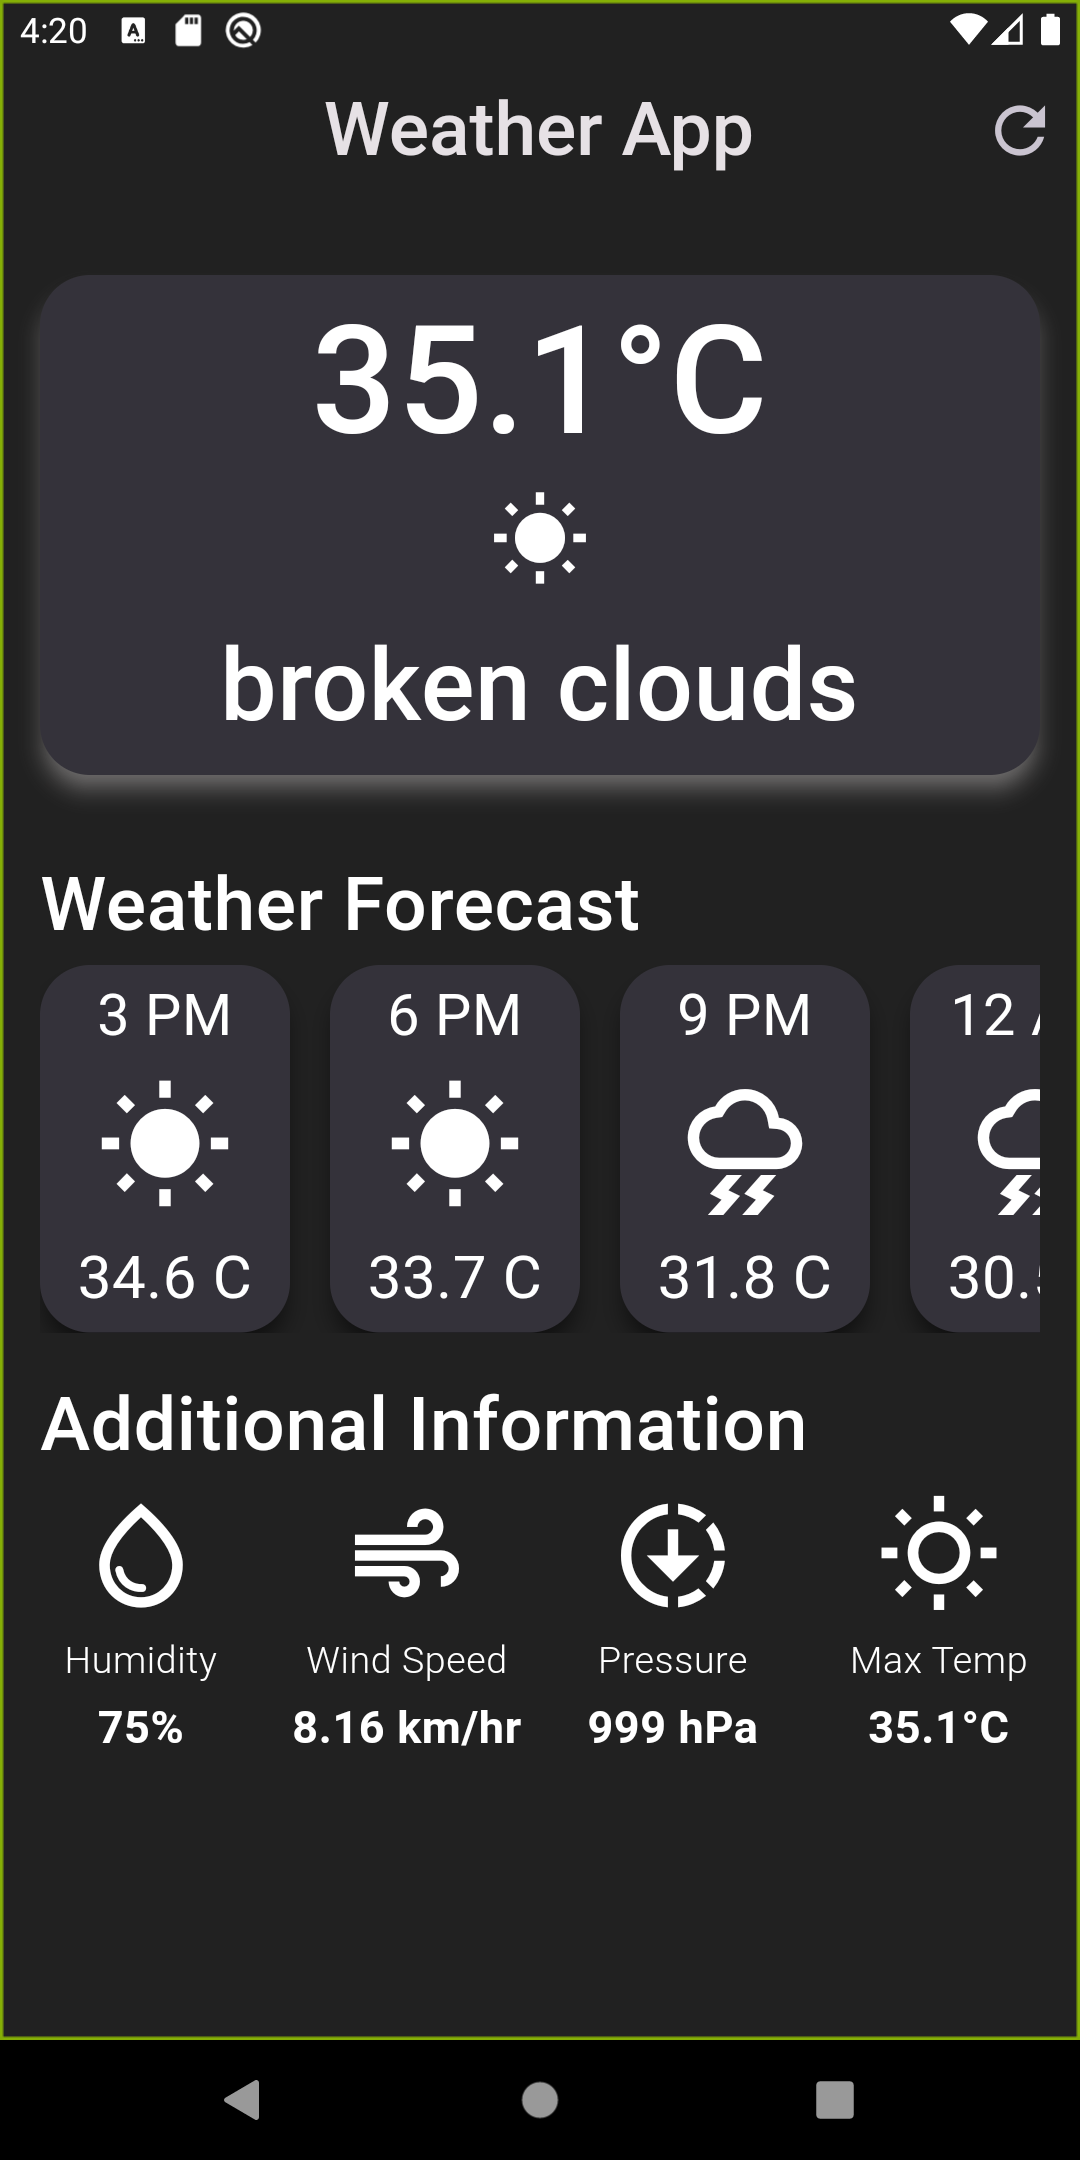 4:20
Weather App
35.1°C
broken clouds
Weather Forecast
3 PM 6 PM 9 PM 12
34.6 C 33.7 C 31.8 C 30.
Additional Information
Humidity Wind Speed Pressure Max Temp
75% 8.16 km/hr 999 hPa 35.1°C